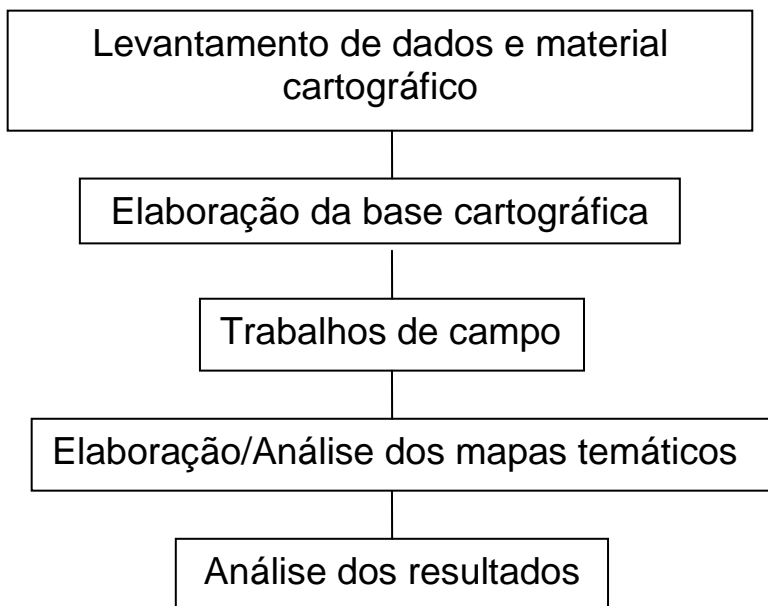 Levantamento de dados e material
cartográfico
Elaboração da base cartográfica
Trabalhos de campo
Elaboração/Análise dos mapas temáticos
Análise dos resultados